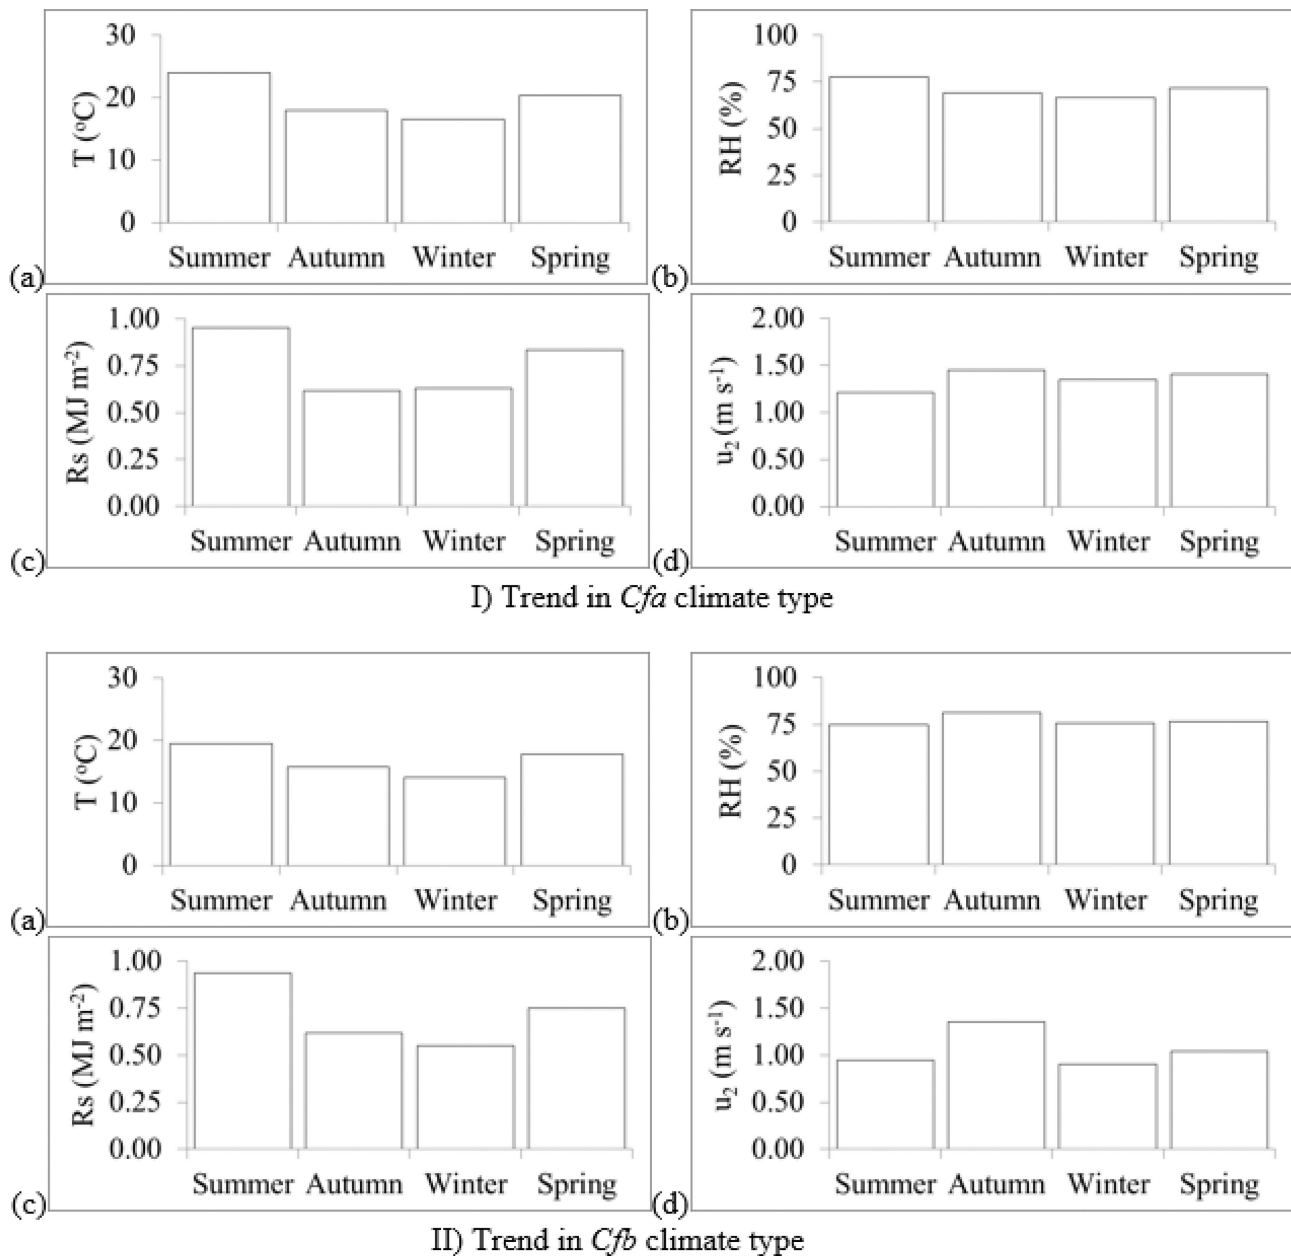 30
20
10
0
T (°C)
Summer Autumn Winter Spring
(a)
100
75
50
25
0
RH (%)
Summer Autumn Winter Spring
(b)
1.00
0.75
0.50
0.25
0.00
Rs (MJ m⁻²)
Summer Autumn Winter Spring
(c)
2.00
1.50
1.00
0.50
0.00
u₂ (m s⁻¹)
Summer Autumn Winter Spring
(d)
I) Trend in Cfa climate type
30
20
10
0
T (°C)
Summer Autumn Winter Spring
(a)
100
75
50
25
0
RH (%)
Summer Autumn Winter Spring
(b)
1.00
0.75
0.50
0.25
0.00
Rs (MJ m⁻²)
Summer Autumn Winter Spring
(c)
2.00
1.50
1.00
0.50
0.00
u₂ (m s⁻¹)
Summer Autumn Winter Spring
(d)
II) Trend in Cfb climate type